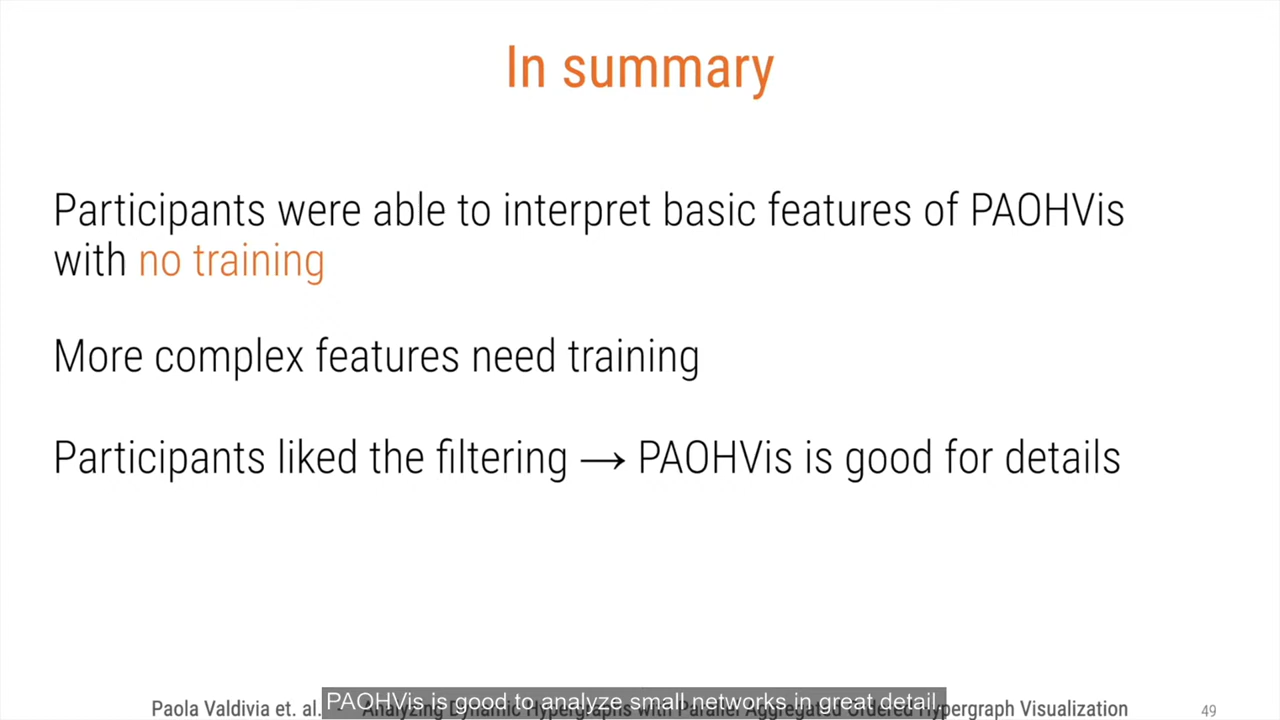 In summary
Participants were able to interpret basic features of PAOHVis
with no training
More complex features need training
Participants liked the filtering → PAOHVis is good for details
PAOHVis is good to analyze small networks in great detail.
Paola Valdivia et. al. Analyzing Dynamic Hypergraphs with Parallel Aggregated Ordered Hypergraph Visualization 49